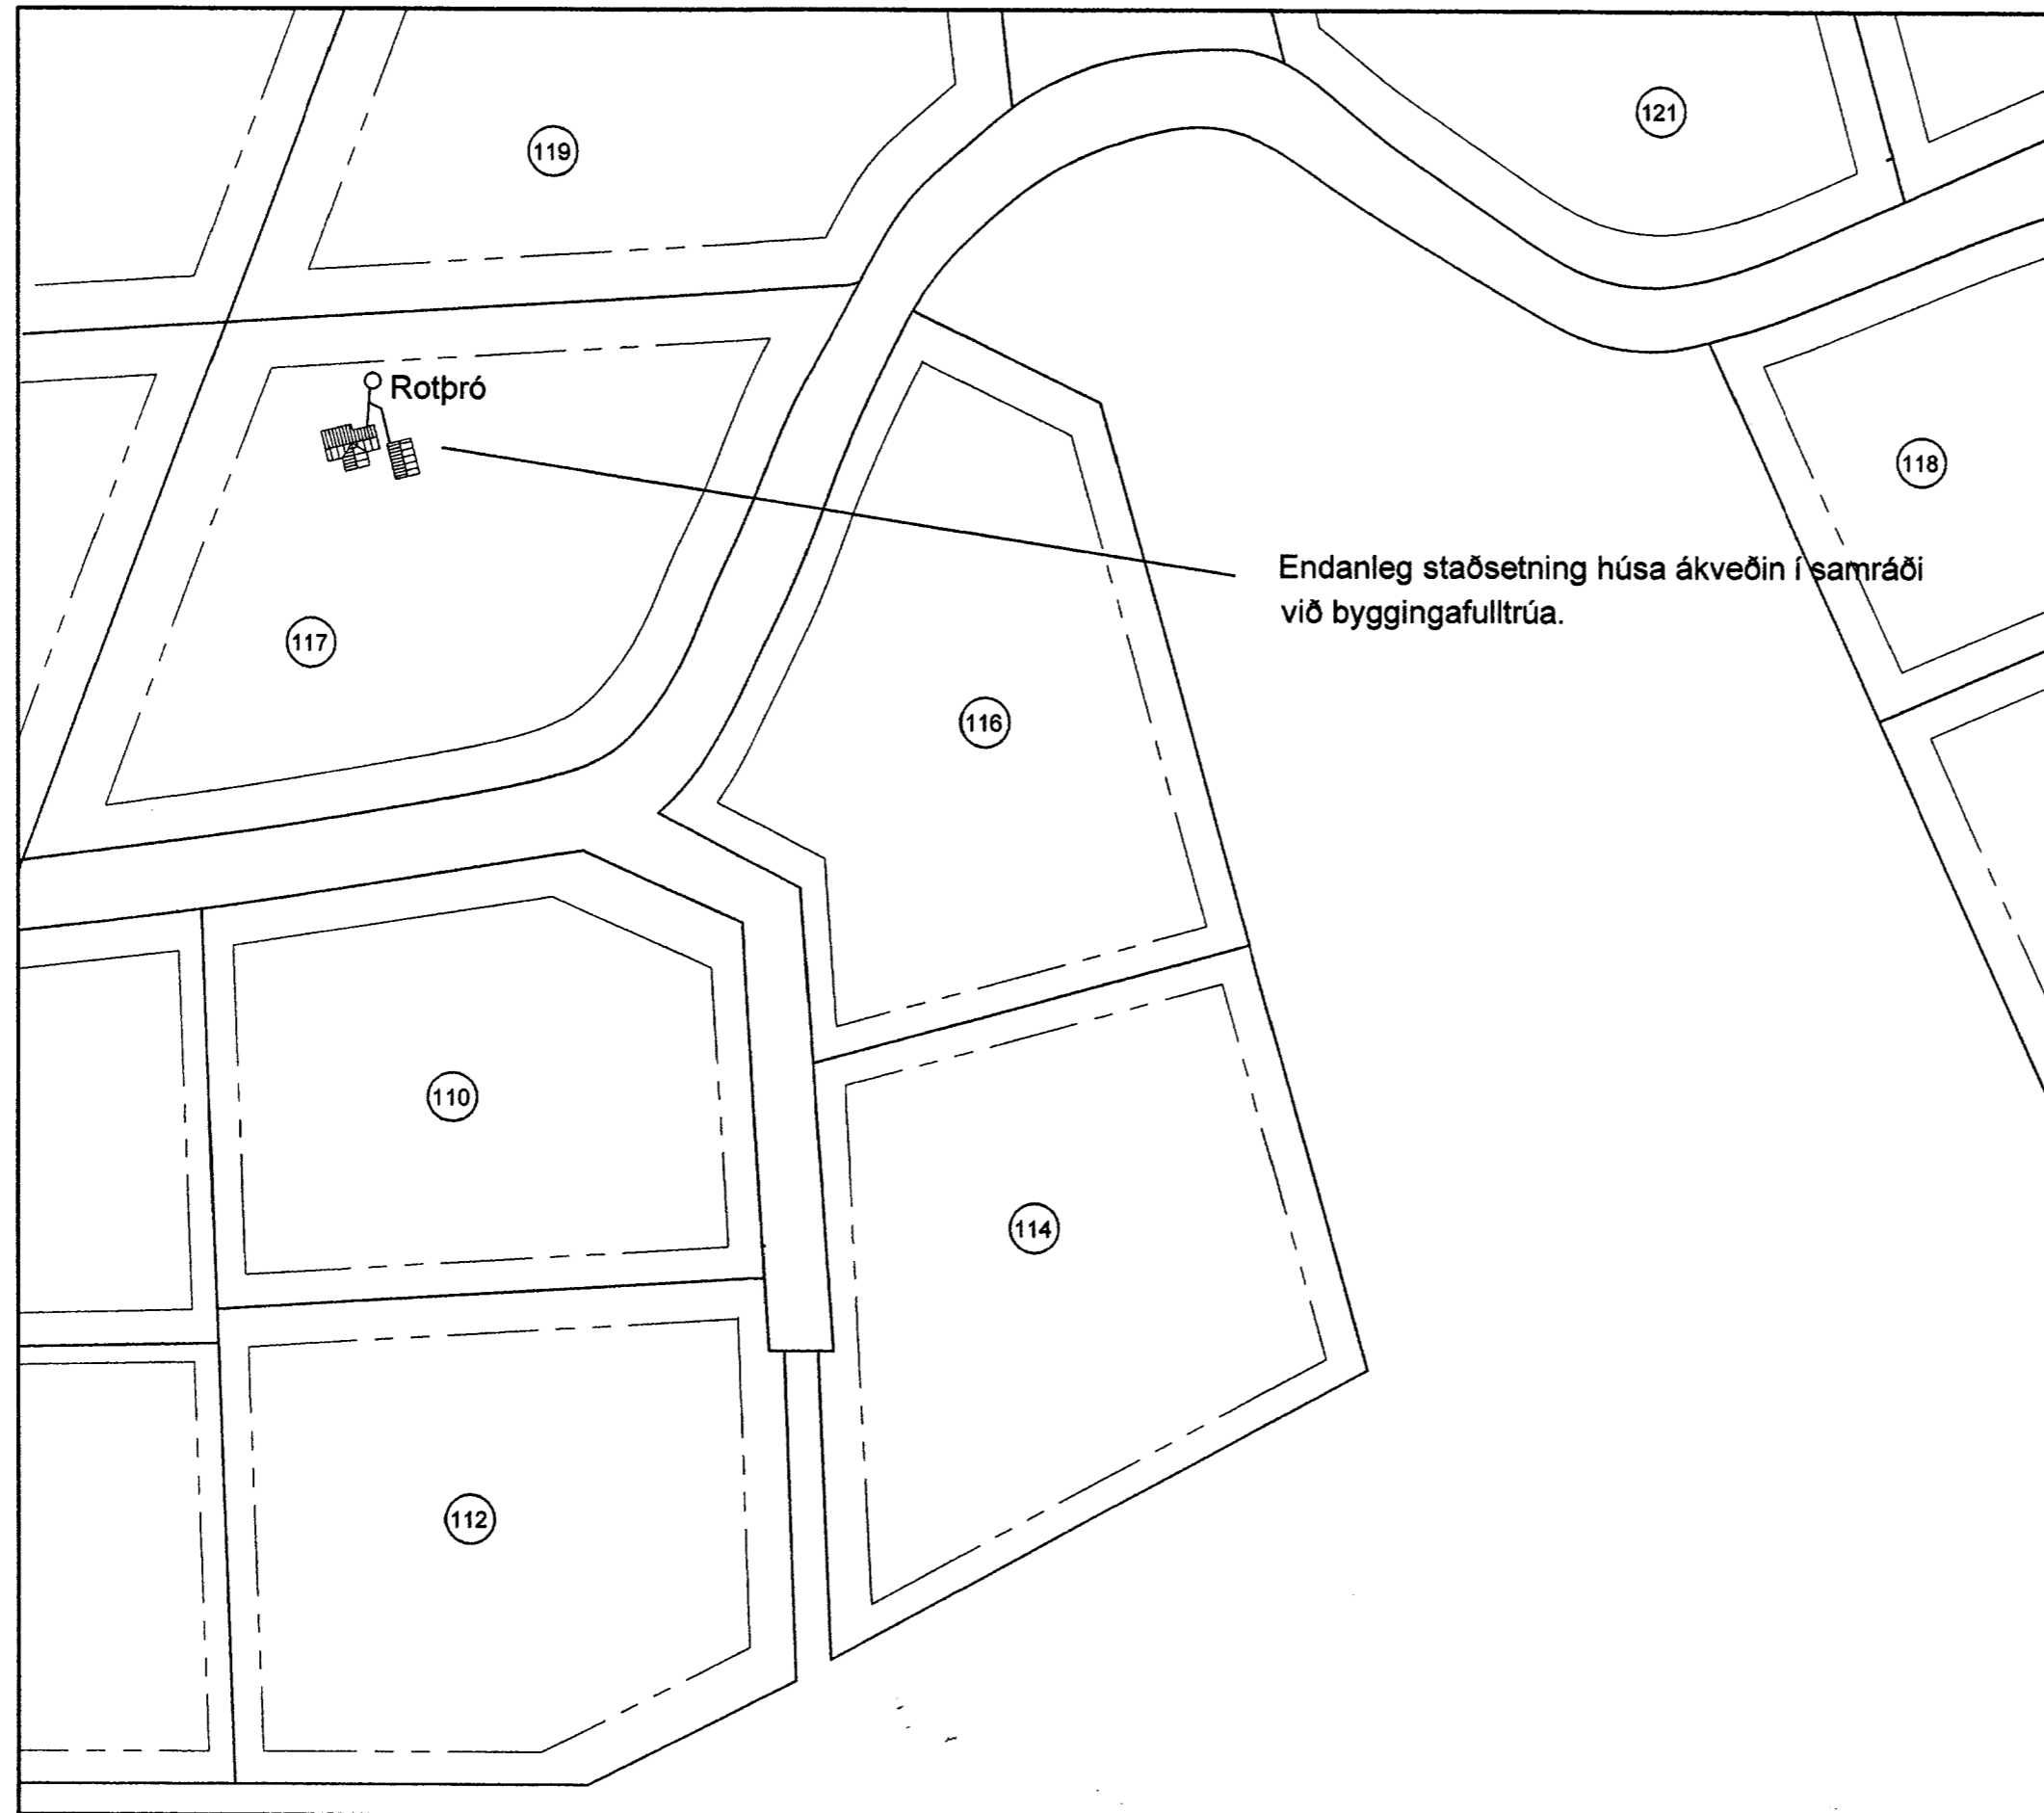 121
119
Rotþró
118
Endanleg staðsetning húsa ákveðin í samráði
við byggingafulltrúa.
117
116
110
114
112